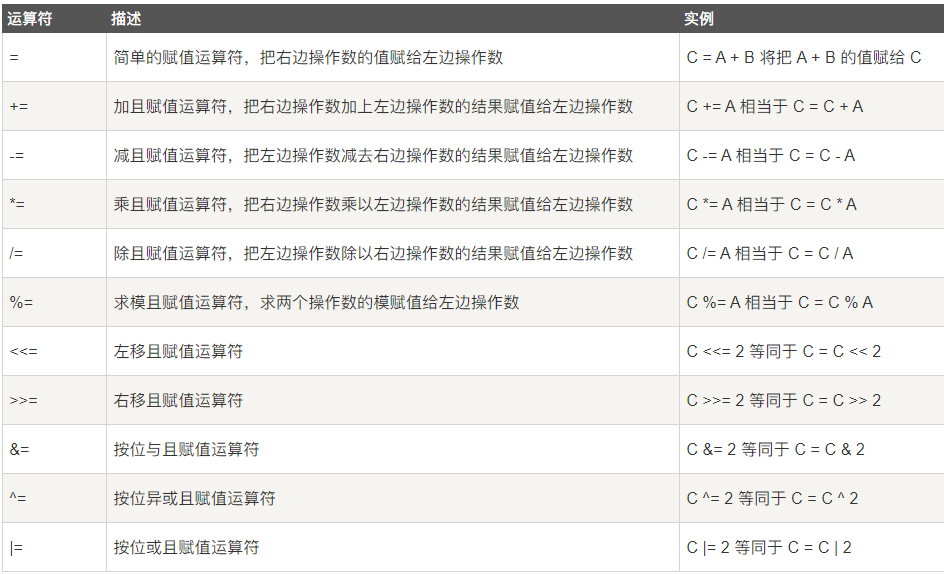 运算符 描述 实例
= 简单的赋值运算符，把右边操作数的值赋给左边操作数 C = A + B 将把 A + B 的值赋给 C
+= 加且赋值运算符，把右边操作数加上左边操作数的结果赋值给左边操作数 C += A 相当于 C = C + A
-= 减且赋值运算符，把左边操作数减去右边操作数的结果赋值给左边操作数 C -= A 相当于 C = C - A
*= 乘且赋值运算符，把右边操作数乘以左边操作数的结果赋值给左边操作数 C *= A 相当于 C = C * A
/= 除且赋值运算符，把左边操作数除以右边操作数的结果赋值给左边操作数 C /= A 相当于 C = C / A
%= 求模且赋值运算符，求两个操作数的模赋值给左边操作数 C %= A 相当于 C = C % A
<<= 左移且赋值运算符 C <<= 2 等同于 C = C << 2
>>= 右移且赋值运算符 C >>= 2 等同于 C = C >> 2
&= 按位与且赋值运算符 C &= 2 等同于 C = C & 2
^= 按位异或且赋值运算符 C ^= 2 等同于 C = C ^ 2
|= 按位或且赋值运算符 C |= 2 等同于 C = C | 2